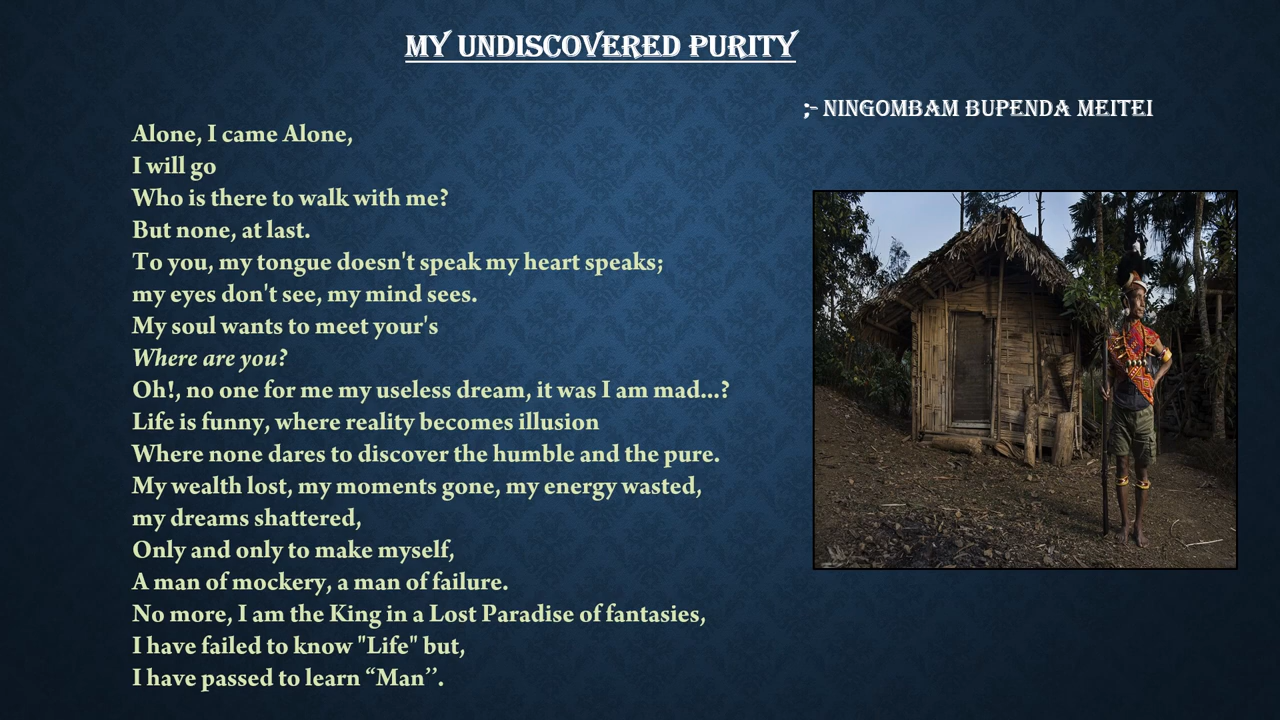 MY UNDISCOVERED PURITY
;- NINGOMBAM BUPENDA MEITEI
Alone, I came Alone,
I will go
Who is there to walk with me?
But none, at last.
To you, my tongue doesn't speak my heart speaks;
my eyes don't see, my mind sees.
My soul wants to meet your's
Where are you?
Oh!, no one for me my useless dream, it was I am mad...?
Life is funny, where reality becomes illusion
Where none dares to discover the humble and the pure.
My wealth lost, my moments gone, my energy wasted,
my dreams shattered,
Only and only to make myself,
A man of mockery, a man of failure.
No more, I am the King in a Lost Paradise of fantasies,
I have failed to know "Life" but,
I have passed to learn “Man’’.